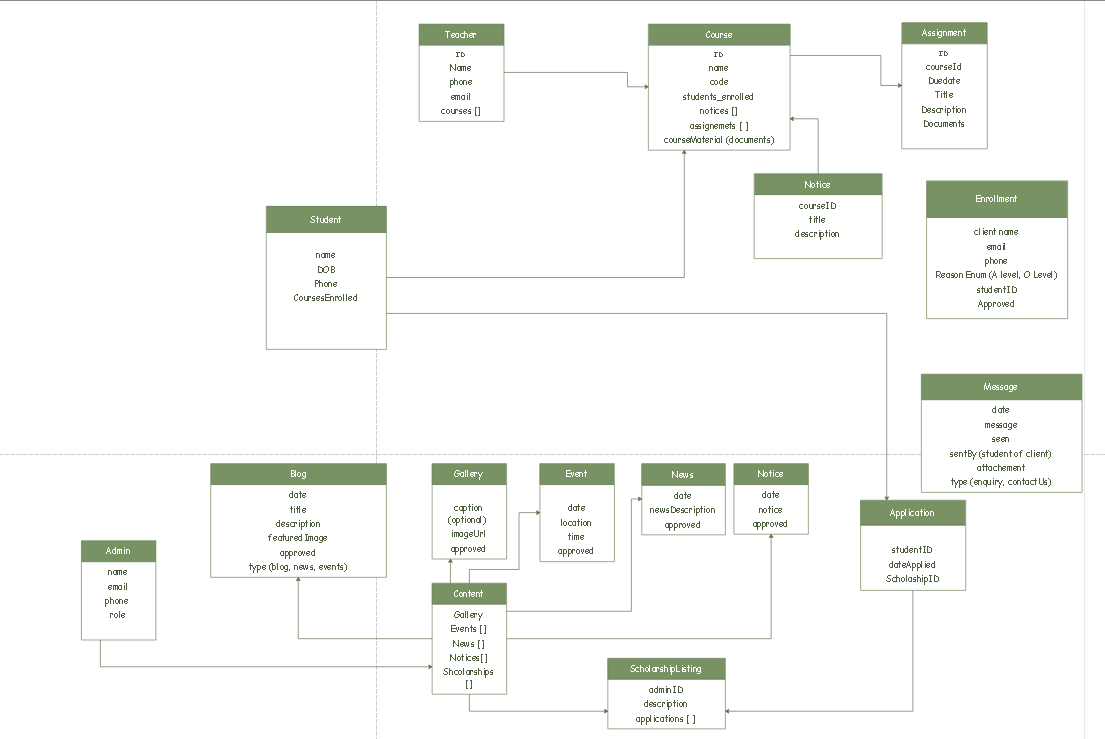 Teacher
ID
Name
phone
email
courses []
Course
ID
name
code
students_enrolled
notices []
assignemets [ ]
courseMaterial (documents)
Assignment
ID
courseId
Duedate
Title
Description
Documents
Notice
courseID
title
description
Enrollment
client name
email
phone
Reason Enum (A level, O Level)
studentID
Approved
Student
name
DOB
Phone
CoursesEnrolled
Message
date
message
seen
sentBy (student of client)
attachement
type (enquiry, contactUs)
Blog
date
title
description
featured Image
approved
type (blog, news, events)
Gallery
caption
(optional)
imageUrl
approved
Event
date
location
time
approved
News
date
newsDescription
approved
Notice
date
notice
approved
Application
studentID
dateApplied
ScholashipID
Admin
name
email
phone
role
Content
Gallery
Events []
News []
Notices[]
Shcolarships
[]
ScholarshipListing
adminID
description
applications [ ]